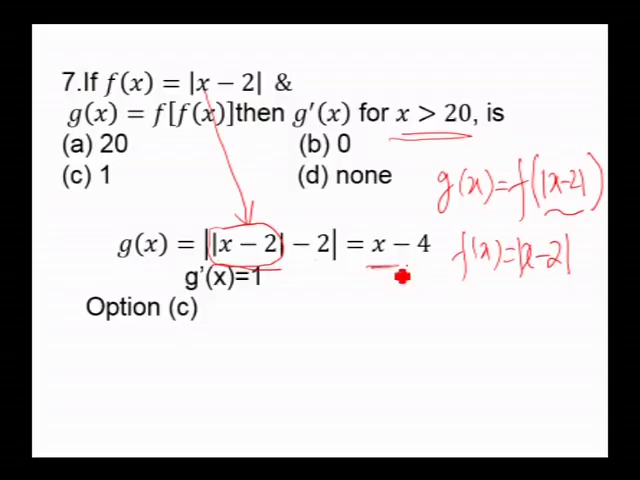 7.If f(x) = |x − 2| &
g(x) = f[f(x)]then g′(x) for x > 20, is
(a) 20 (b) 0
(c) 1 (d) none
g(x)=f(|x-2|)
g(x) = ||x − 2| − 2| = x − 4
f(x)=|x-2|
g'(x)=1
Option (c)